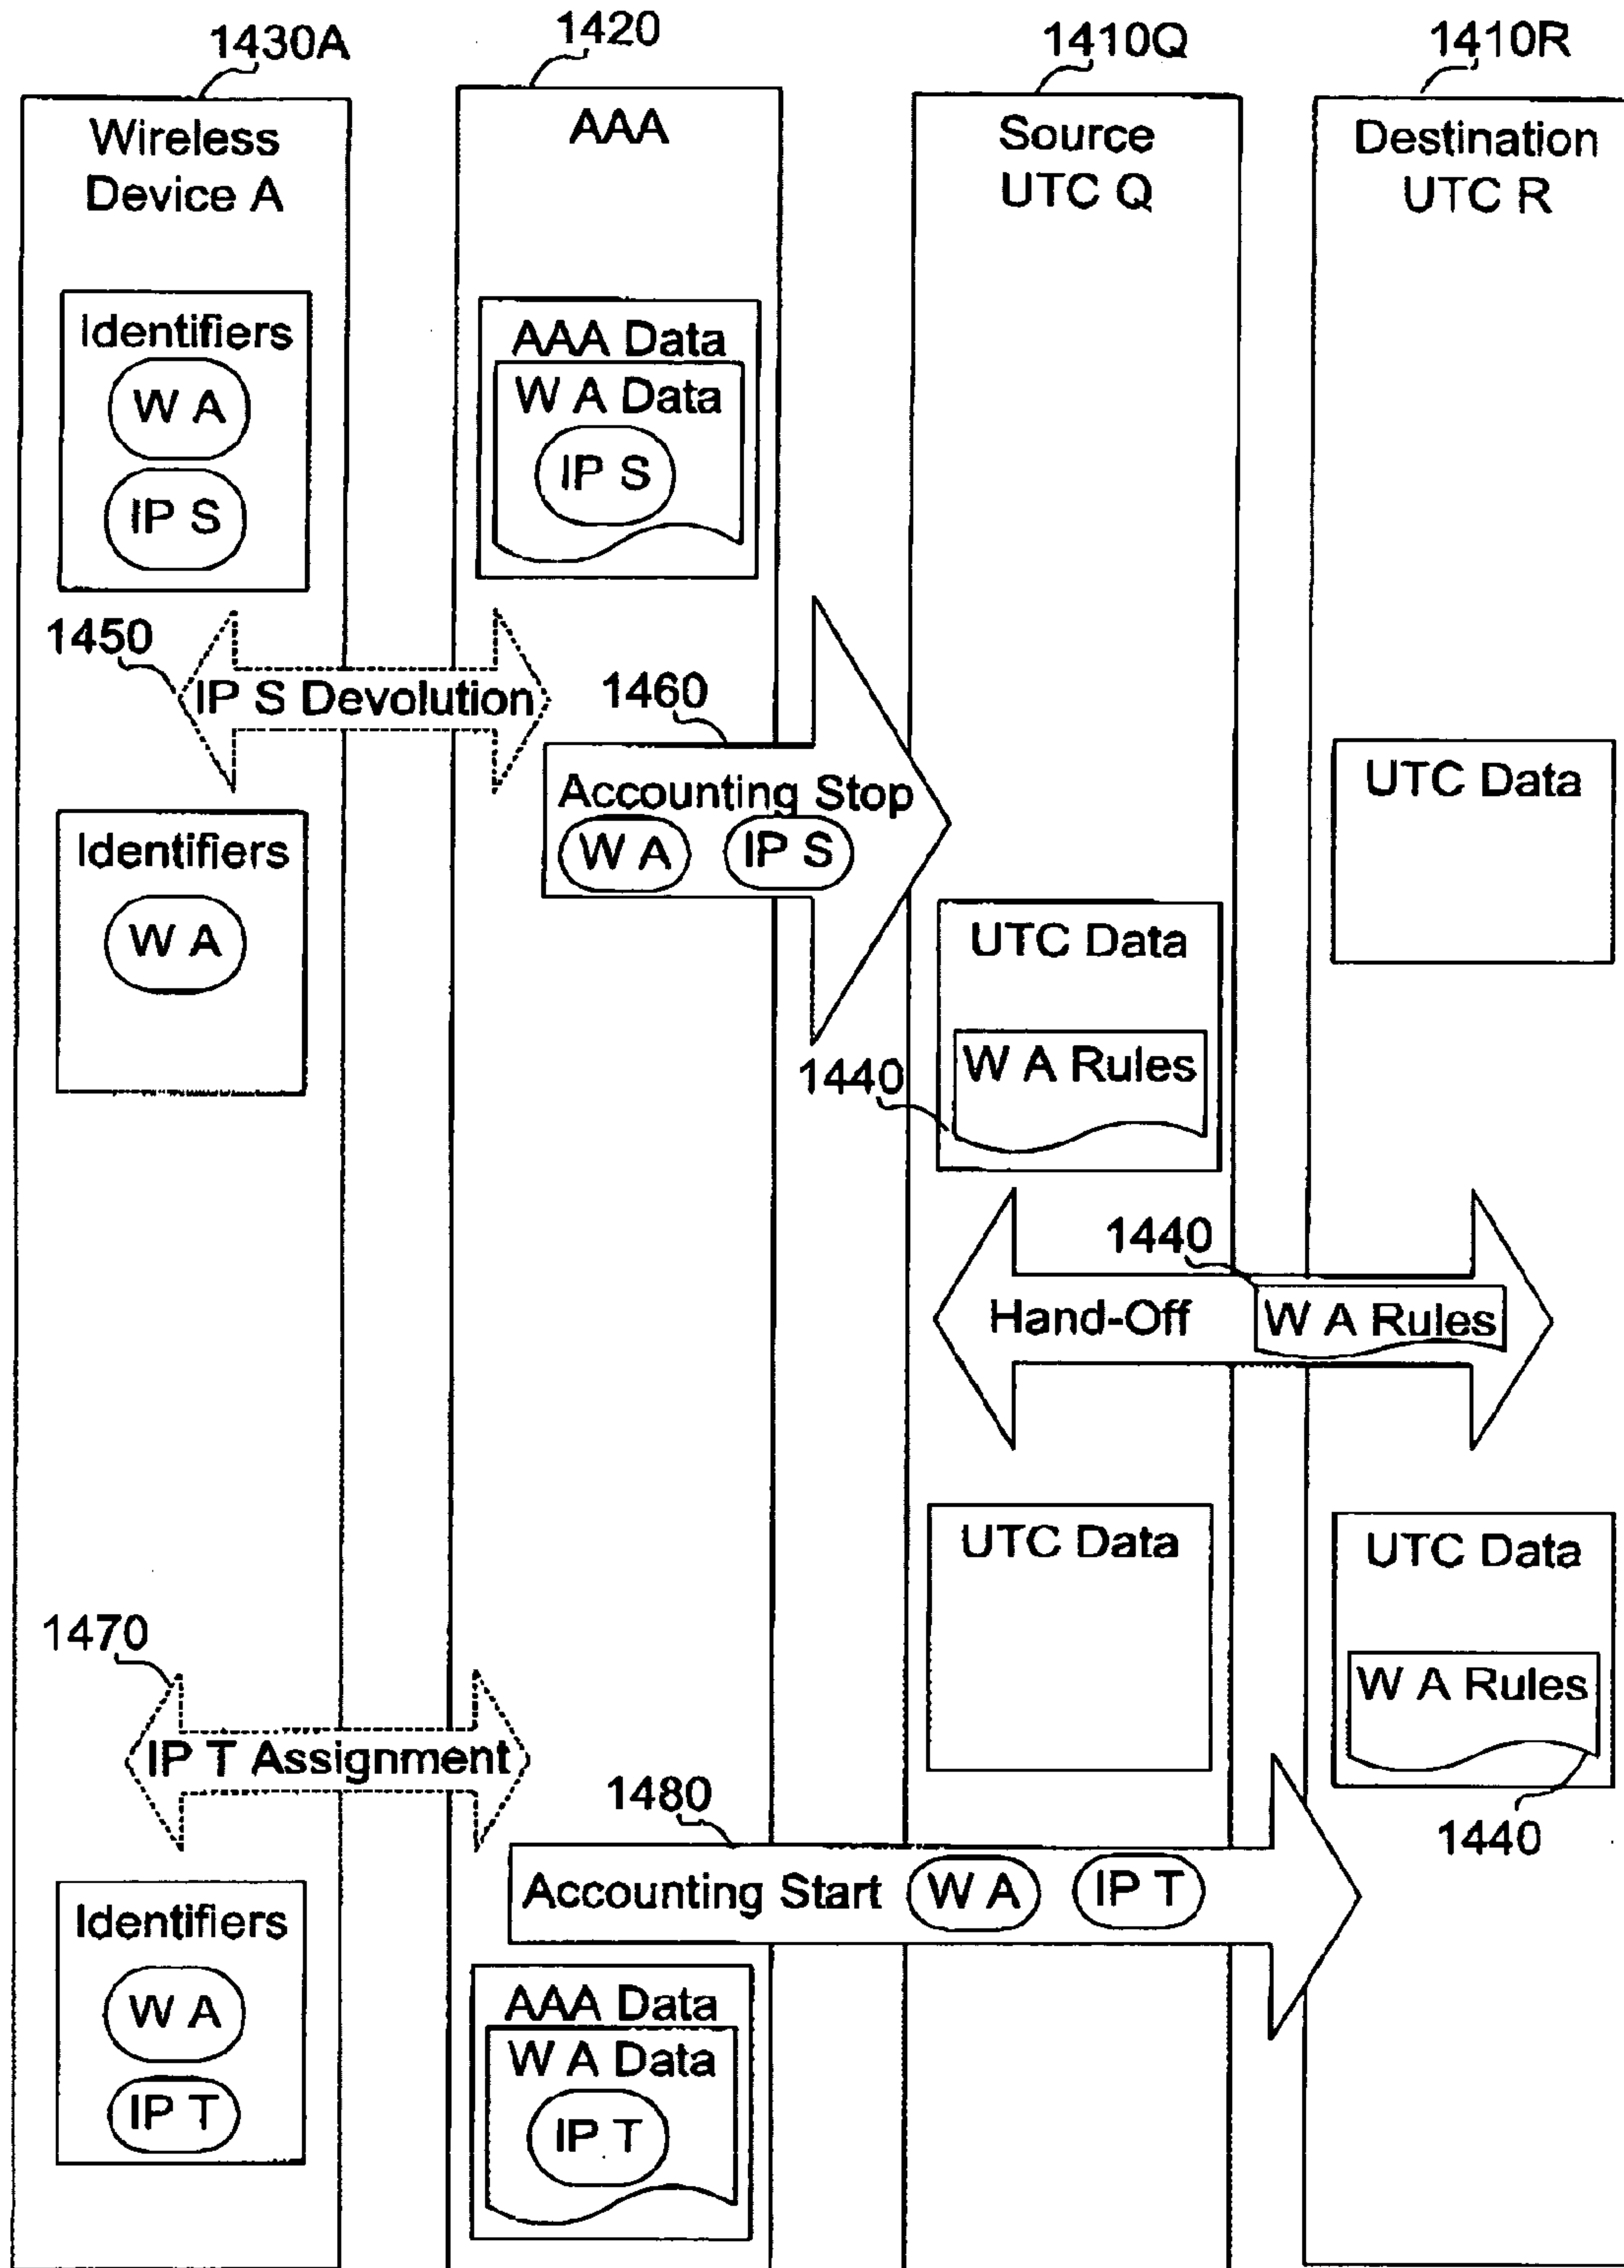 1430A
1420
1410Q
1410R
Wireless
Device A
AAA
Source
UTC Q
Destination
UTC R
Identifiers
W A
IP S
AAA Data
W A Data
IP S
1450
IP S Devolution
1460
Accounting Stop
W A IP S
UTC Data
Identifiers
W A
UTC Data
W A Rules
1440
1440
Hand-Off
W A Rules
UTC Data
UTC Data
W A Rules
1440
1470
IP T Assignment
1480
Accounting Start W A IP T
Identifiers
W A
IP T
AAA Data
W A Data
IP T